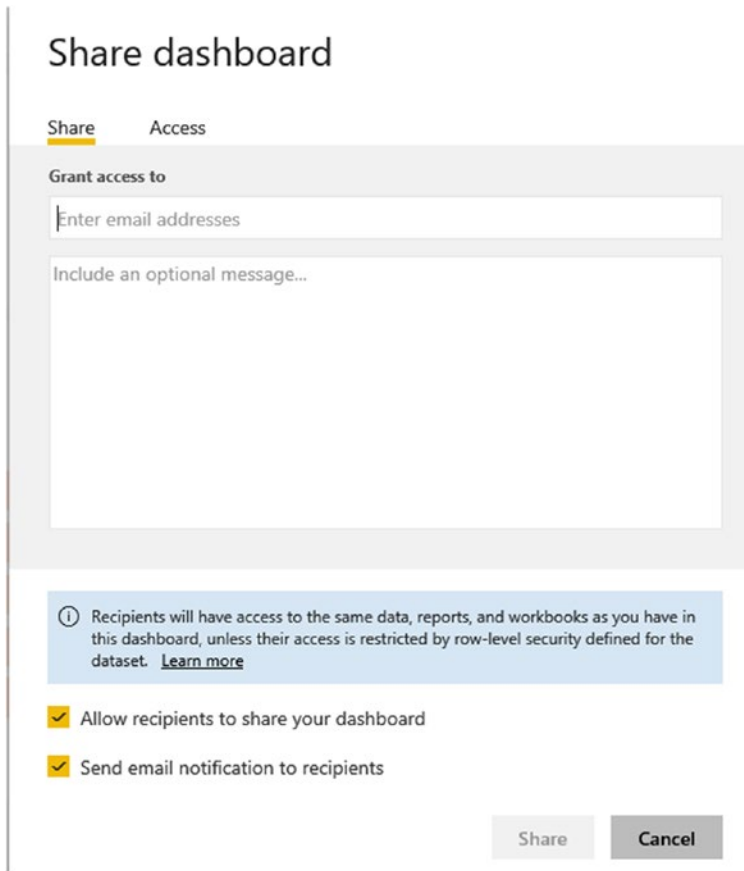 Share dashboard
Share Access
Grant access to
Enter email addresses
Include an optional message...
Recipients will have access to the same data, reports, and workbooks as you have in
this dashboard, unless their access is restricted by row-level security defined for the
dataset. Learn more
Allow recipients to share your dashboard
Send email notification to recipients
Share Cancel